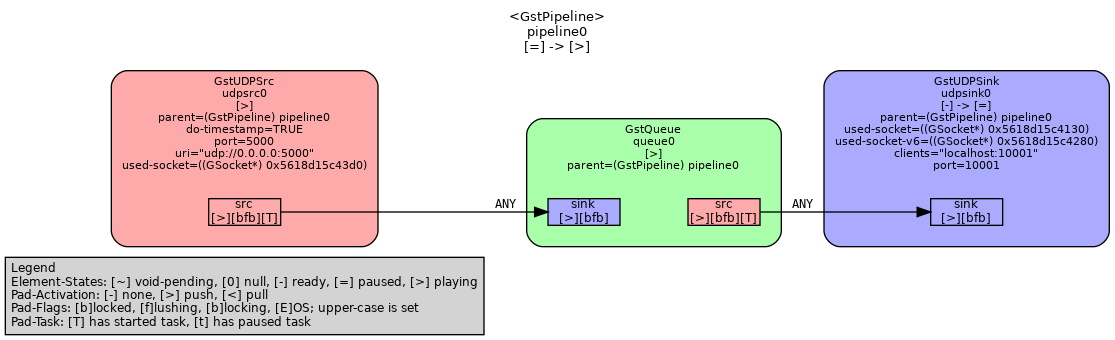 <GstPipeline>
pipeline0
[=] -> [>]
GstUDPSrc
udpsrc0
[>]
parent=(GstPipeline) pipeline0
do-timestamp=TRUE
port=5000
uri="udp://0.0.0.0:5000"
used-socket=((GSocket*) 0x5618d15c43d0)
src
[>][bfb][T]
ANY
GstQueue
queue0
[>]
parent=(GstPipeline) pipeline0
sink
[>][bfb]
src
[>][bfb][T]
ANY
GstUDPSink
udpsink0
[-] -> [=]
parent=(GstPipeline) pipeline0
used-socket=((GSocket*) 0x5618d15c4130)
used-socket-v6=((GSocket*) 0x5618d15c4280)
clients="localhost:10001"
port=10001
sink
[>][bfb]
Legend
Element-States: [~] void-pending, [0] null, [-] ready, [=] paused, [>] playing
Pad-Activation: [-] none, [>] push, [<] pull
Pad-Flags: [b]locked, [f]lushing, [b]locking, [E]OS; upper-case is set
Pad-Task: [T] has started task, [t] has paused task